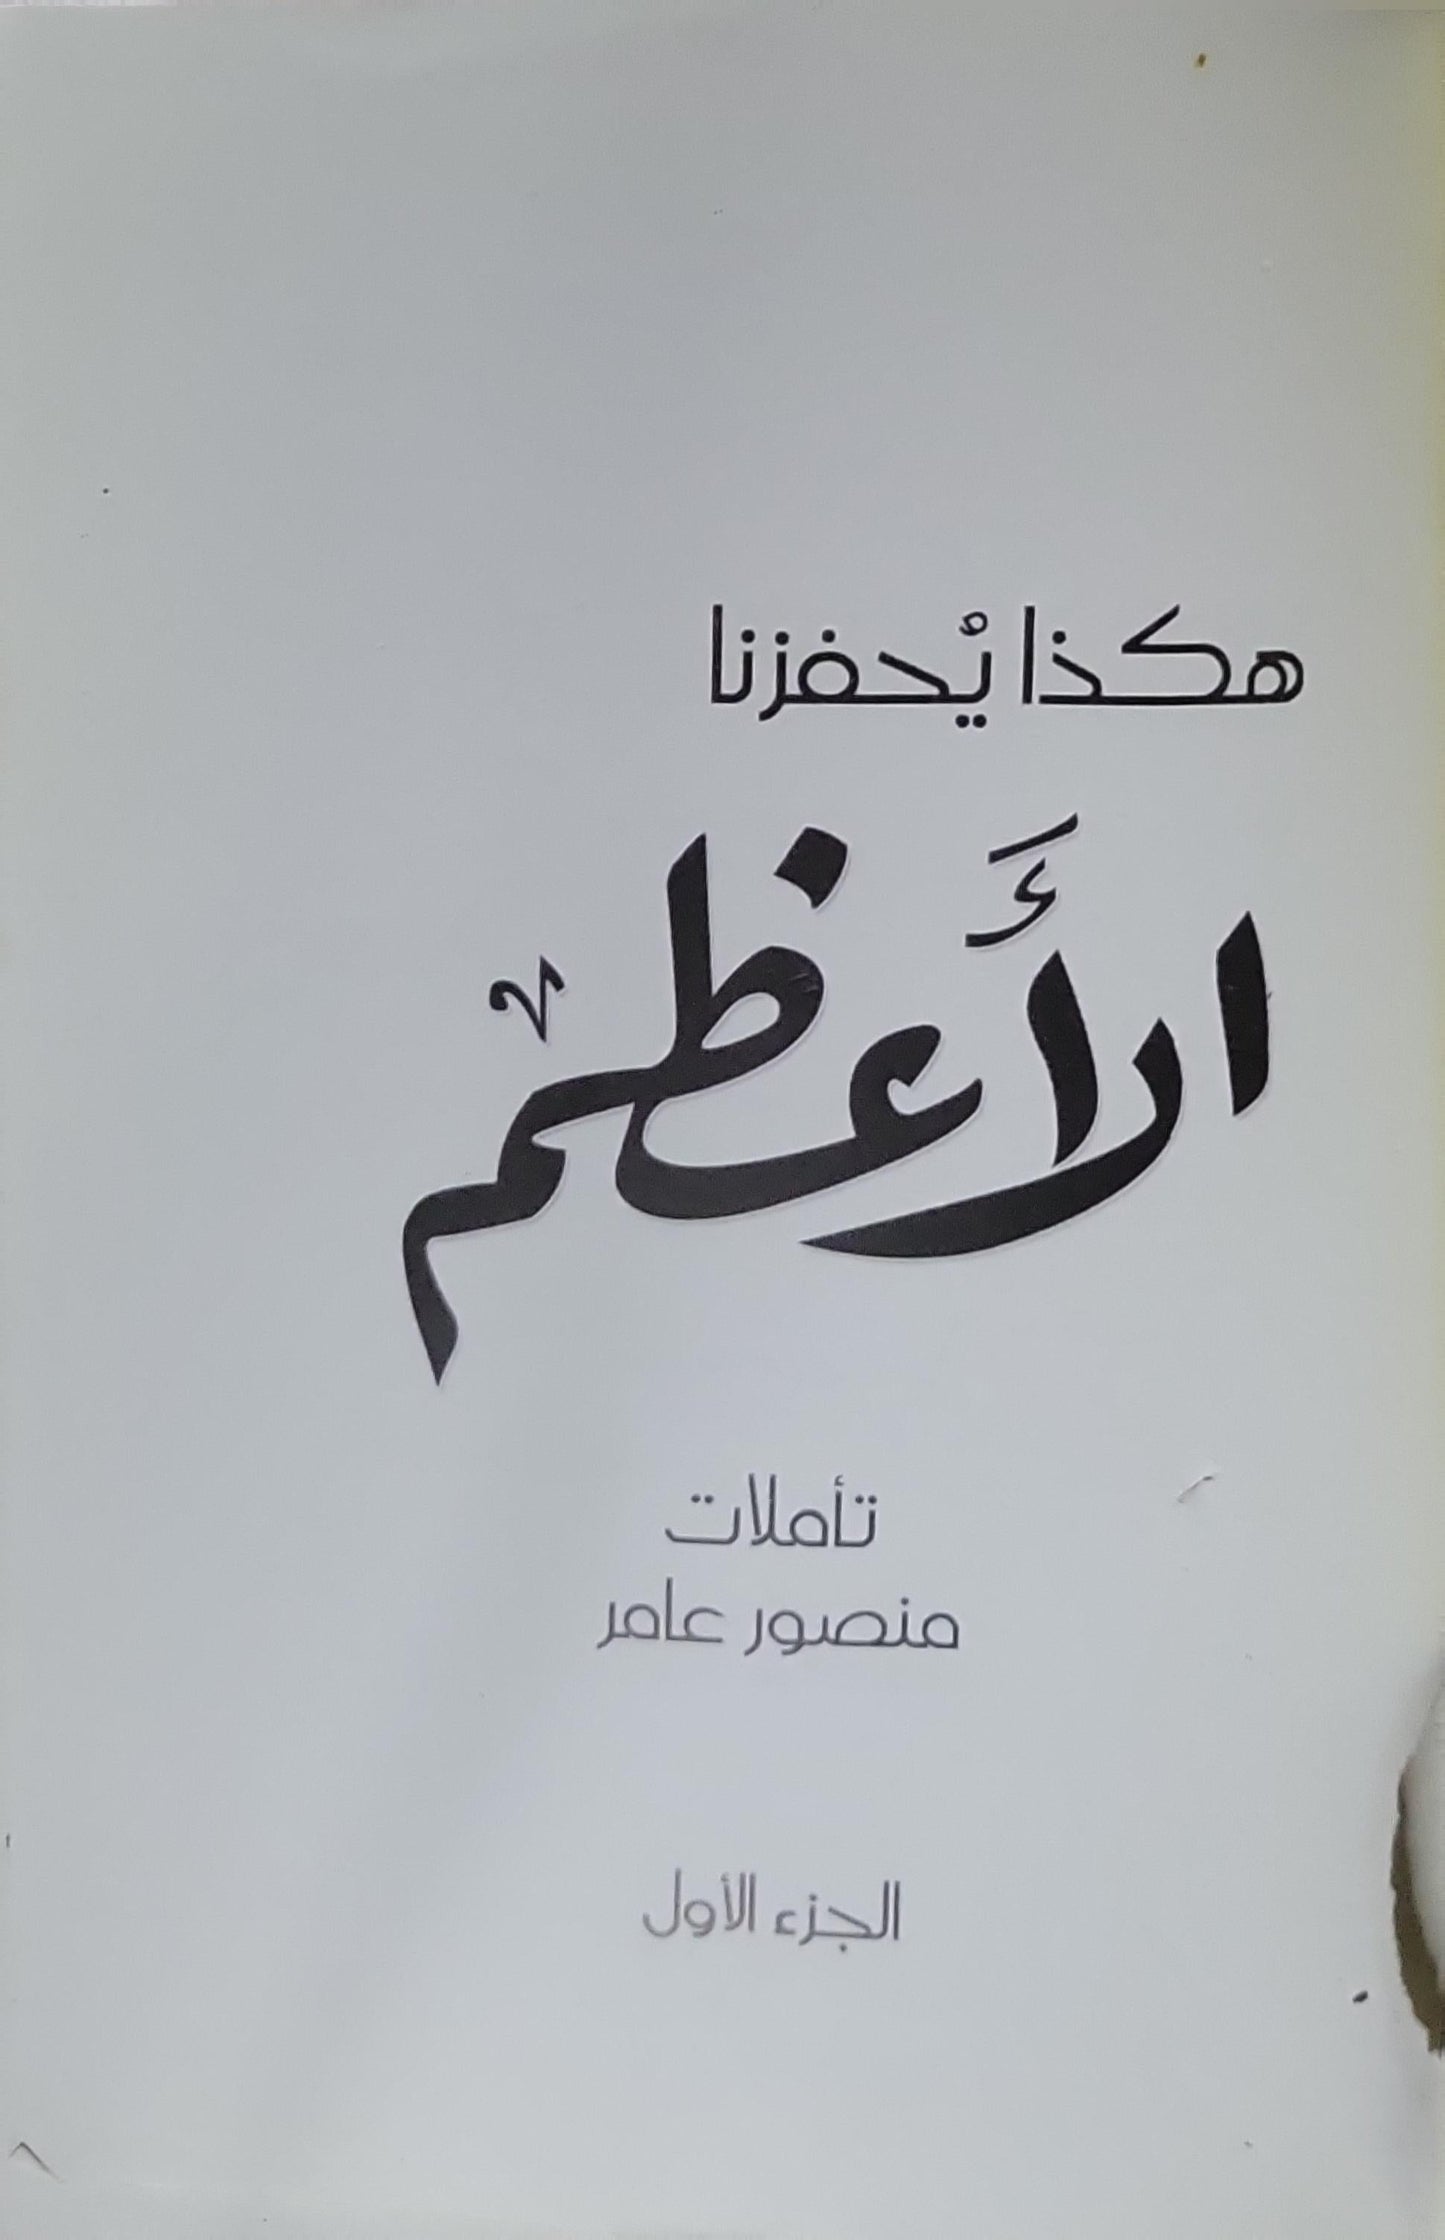 هكذا يُحفزنا
الأَعظم
تأملات
منصور عامر
الجزء الأول